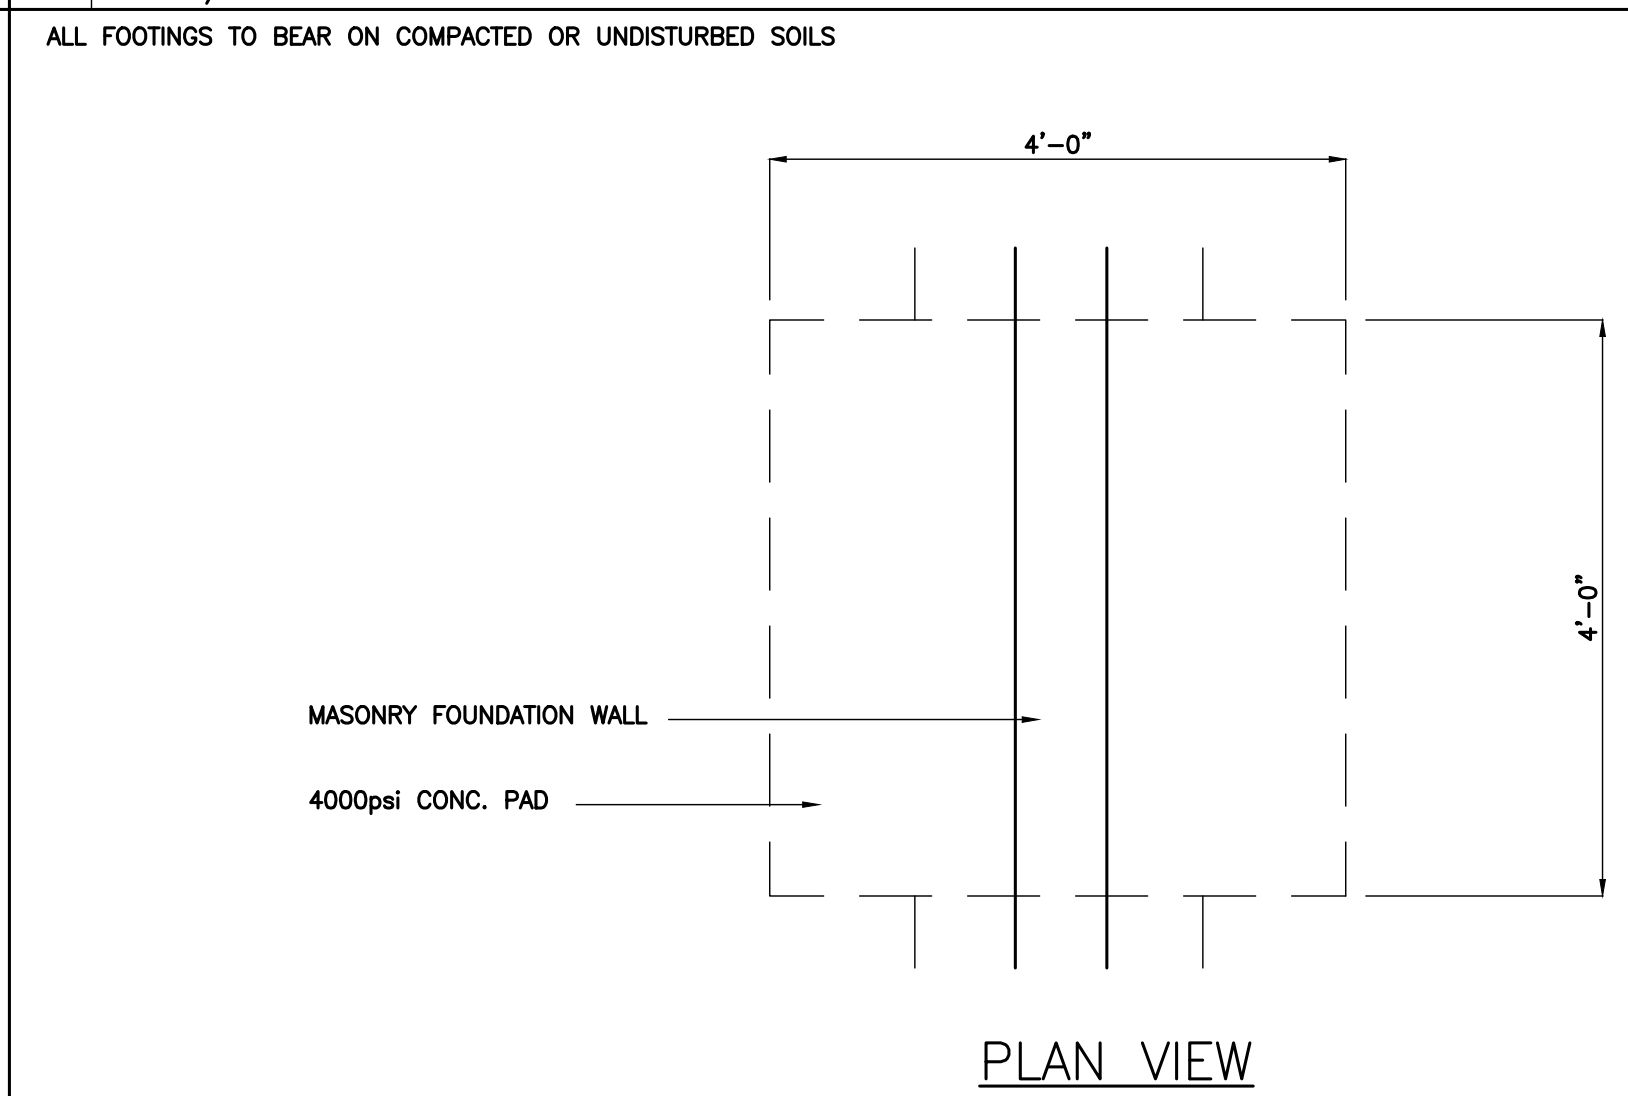 ALL FOOTINGS TO BEAR ON COMPACTED OR UNDISTURBED SOILS
4'-0"
4'-0"
MASONRY FOUNDATION WALL
4000psi CONC. PAD
PLAN VIEW